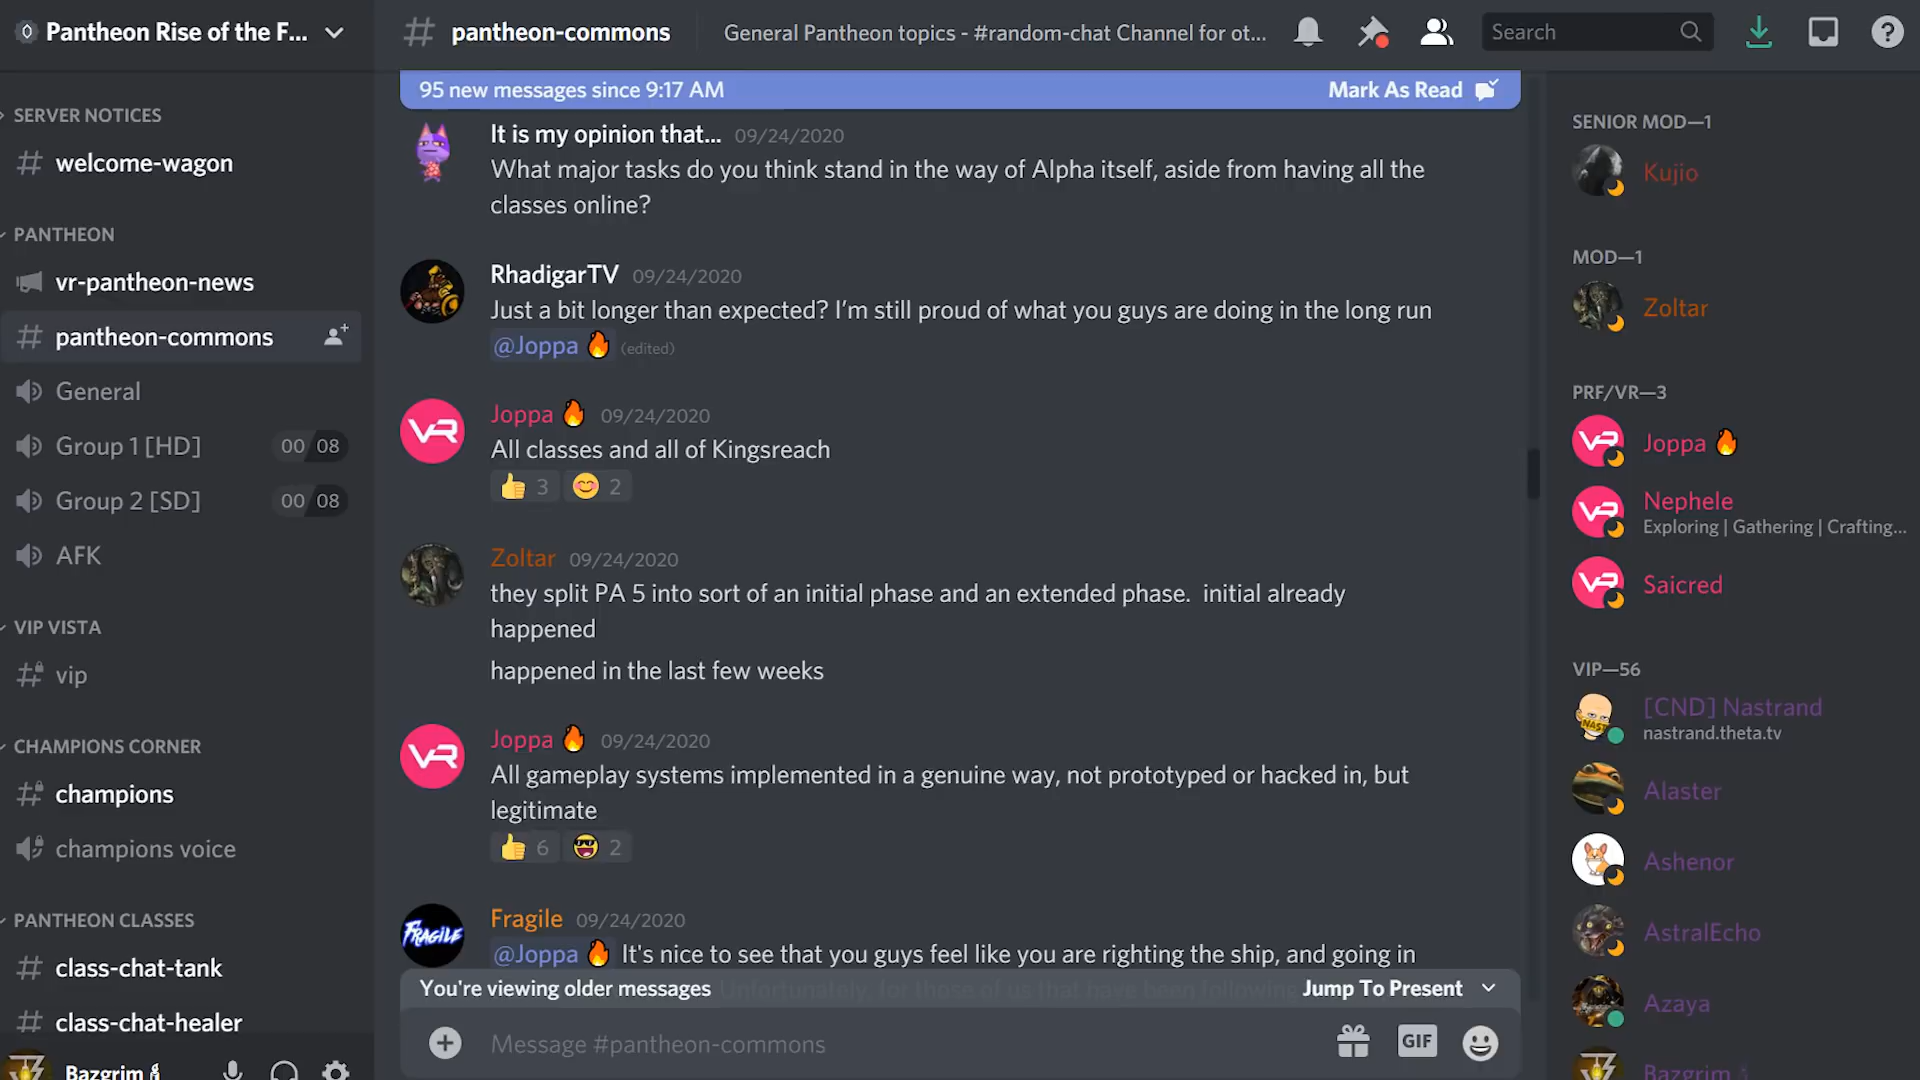 Pantheon Rise of the F...
SERVER NOTICES
welcome-wagon
PANTHEON
vr-pantheon-news
pantheon-commons
General
Group 1 [HD] 00 08
Group 2 [SD] 00 08
AFK
VIP VISTA
vip
CHAMPIONS CORNER
champions
champions voice
PANTHEON CLASSES
class-chat-tank
class-chat-healer
Bazgrim
# pantheon-commons General Pantheon topics - #random-chat Channel for ot... Search
95 new messages since 9:17 AM Mark As Read
It is my opinion that... 09/24/2020
What major tasks do you think stand in the way of Alpha itself, aside from having all the
classes online?
RhadigarTV 09/24/2020
Just a bit longer than expected? I'm still proud of what you guys are doing in the long run
@Joppa 🔥 (edited)
Joppa 🔥 09/24/2020
All classes and all of Kingsreach
👍 3 😊 2
Zoltar 09/24/2020
they split PA 5 into sort of an initial phase and an extended phase. initial already
happened
happened in the last few weeks
Joppa 🔥 09/24/2020
All gameplay systems implemented in a genuine way, not prototyped or hacked in, but
legitimate
👍 6 😎 2
FRAGILE
Fragile 09/24/2020
@Joppa 🔥 It's nice to see that you guys feel like you are righting the ship, and going in
Unfortunately, for those of us that have been following
You're viewing older messages Jump To Present
Message #pantheon-commons GIF
SENIOR MOD—1
Kujio
MOD—1
Zoltar
PRF/VR—3
Joppa 🔥
Nephele
Exploring | Gathering | Crafting...
Saicred
VIP—56
[CND] Nastrand
nastrand.theta.tv
Alaster
Ashenor
AstralEcho
Azaya
Bazgrim